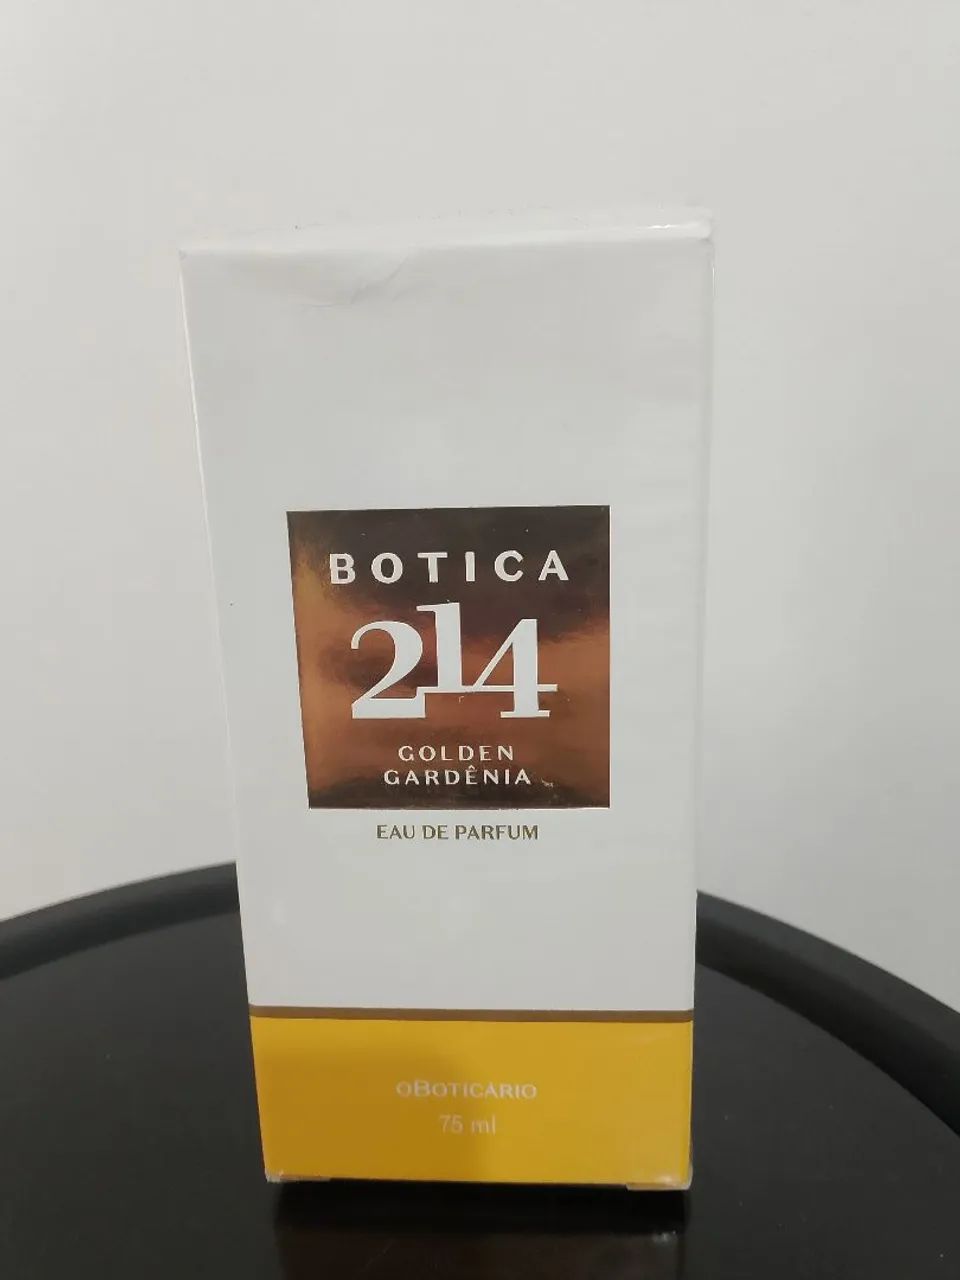 BOTICA
214
GOLDEN
GARDÊNIA
EAU DE PARFUM
oBOTICÁRIO
75 ml